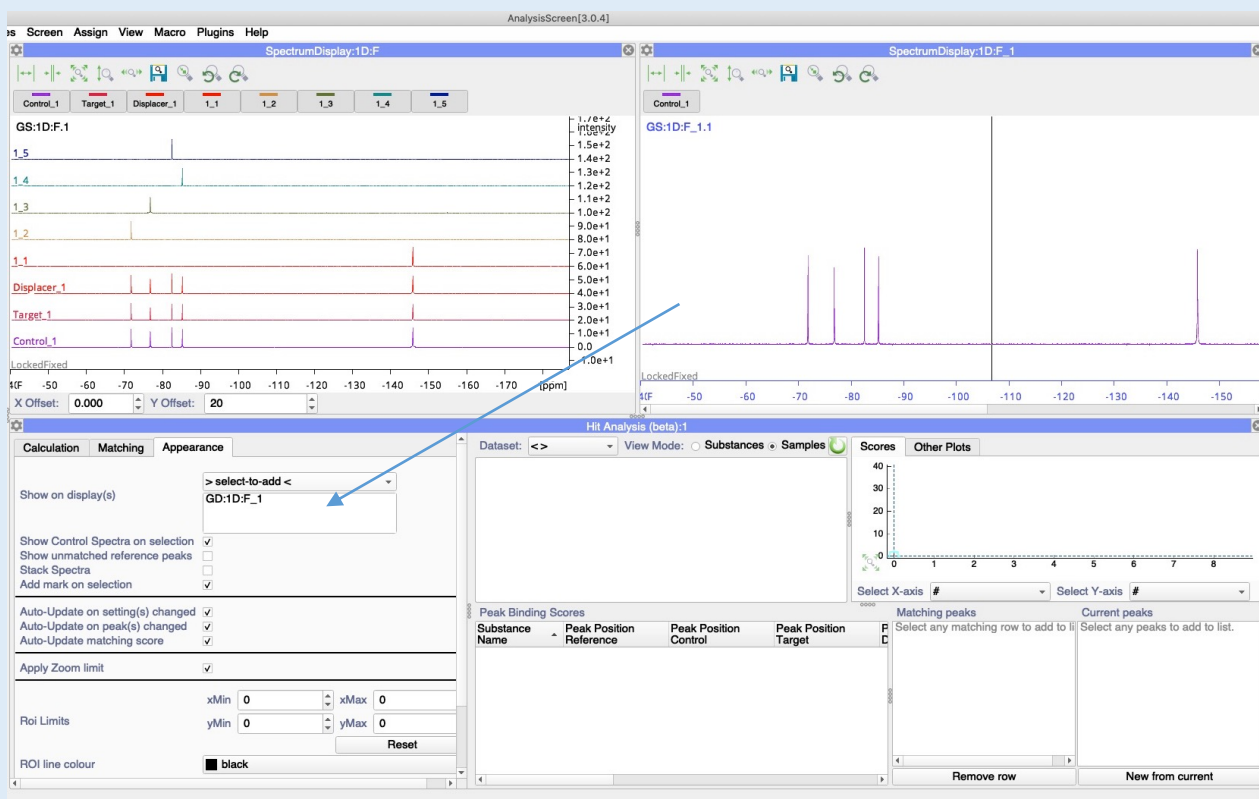 AnalysisScreen[3.0.4]
es Screen Assign View Macro Plugins Help
SpectrumDisplay:1D:F
Control_1 Target_1 Displacer_1 1_1 1_2 1_3 1_4 1_5
GS:1D:F.1
intensity
1.7e+2
1_5
1.5e+2
1.4e+2
1_4
1.3e+2
1.2e+2
1_3
1.1e+2
1.0e+2
1_2
9.0e+1
8.0e+1
1_1
7.0e+1
6.0e+1
Displacer_1
5.0e+1
4.0e+1
Target_1
3.0e+1
2.0e+1
Control_1
1.0e+1
0.0
LockedFixed
-1.0e+1
-50 -60 -70 -80 -90 -100 -110 -120 -130 -140 -150 -160 -170 [ppm]
X Offset: 0.000 Y Offset: 20
SpectrumDisplay:1D:F_1
Control_1
GS:1D:F_1.1
LockedFixed
-50 -60 -70 -80 -90 -100 -110 -120 -130 -140 -150
Hit Analysis (beta):1
Calculation Matching Appearance
Show on display(s)
> select-to-add <
GD:1D:F_1
Show Control Spectra on selection
Show unmatched reference peaks
Stack Spectra
Add mark on selection
Auto-Update on setting(s) changed
Auto-Update on peak(s) changed
Auto-Update matching score
Apply Zoom limit
Roi Limits
xMin 0 xMax 0
yMin 0 yMax 0
Reset
ROI line colour black
Dataset: <> View Mode: Substances Samples
Scores Other Plots
40
30
20
10
0
0 1 2 3 4 5 6 7 8
Select X-axis # Select Y-axis #
Peak Binding Scores
Substance Name
Peak Position Reference
Peak Position Control
Peak Position Target
P
D
Matching peaks
Select any matching row to add to li
Current peaks
Select any peaks to add to list.
Remove row
New from current